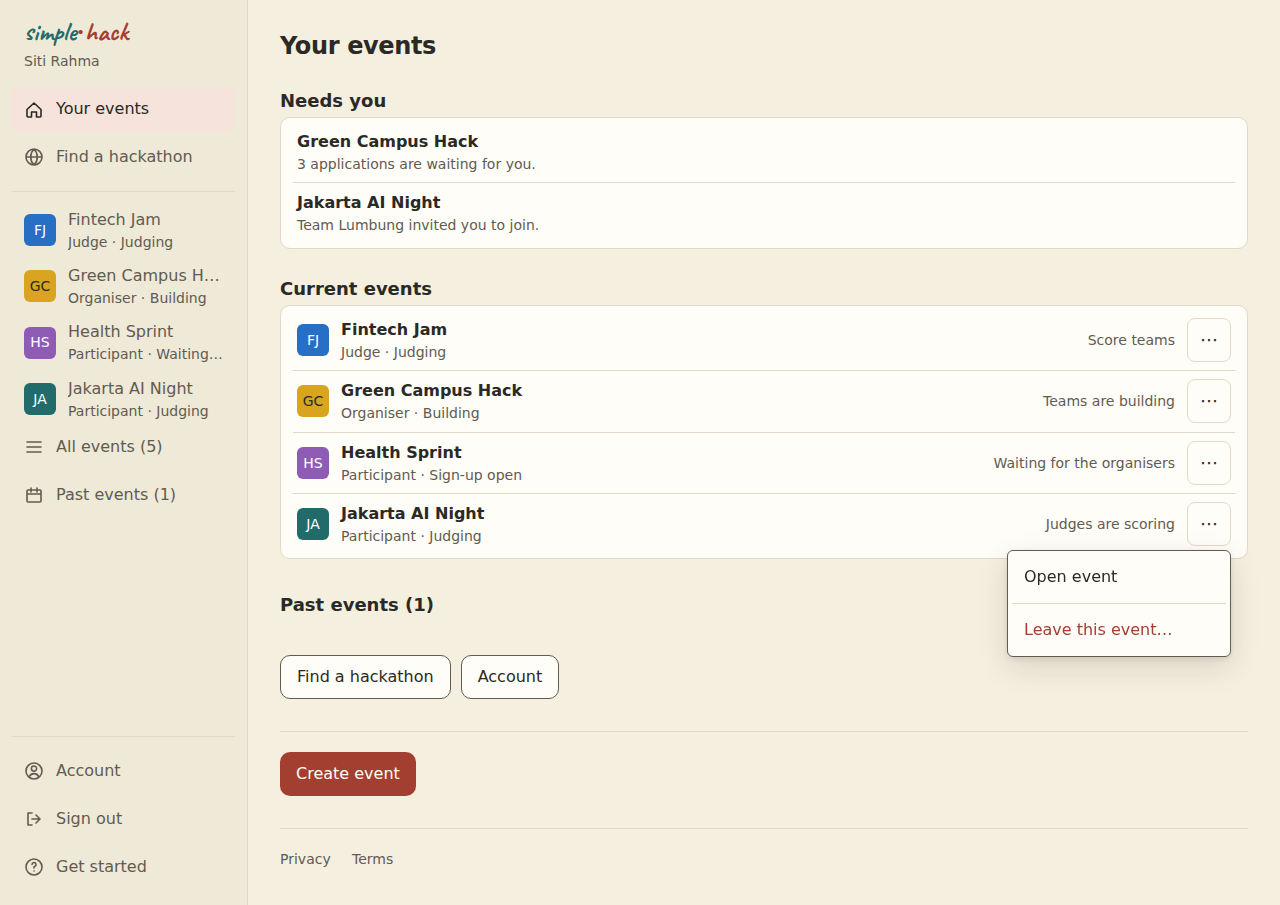 simple·hack
Siti Rahma
Your events
Find a hackathon
FJ
Fintech Jam
Judge · Judging
GC
Green Campus H…
Organiser · Building
HS
Health Sprint
Participant · Waiting…
JA
Jakarta AI Night
Participant · Judging
All events (5)
Past events (1)
Account
Sign out
Get started
Your events
Needs you
Green Campus Hack
3 applications are waiting for you.
Jakarta AI Night
Team Lumbung invited you to join.
Current events
FJ
Fintech Jam
Judge · Judging
Score teams
GC
Green Campus Hack
Organiser · Building
Teams are building
HS
Health Sprint
Participant · Sign-up open
Waiting for the organisers
JA
Jakarta AI Night
Participant · Judging
Judges are scoring
Open event
Leave this event…
Past events (1)
Find a hackathon
Account
Create event
Privacy
Terms